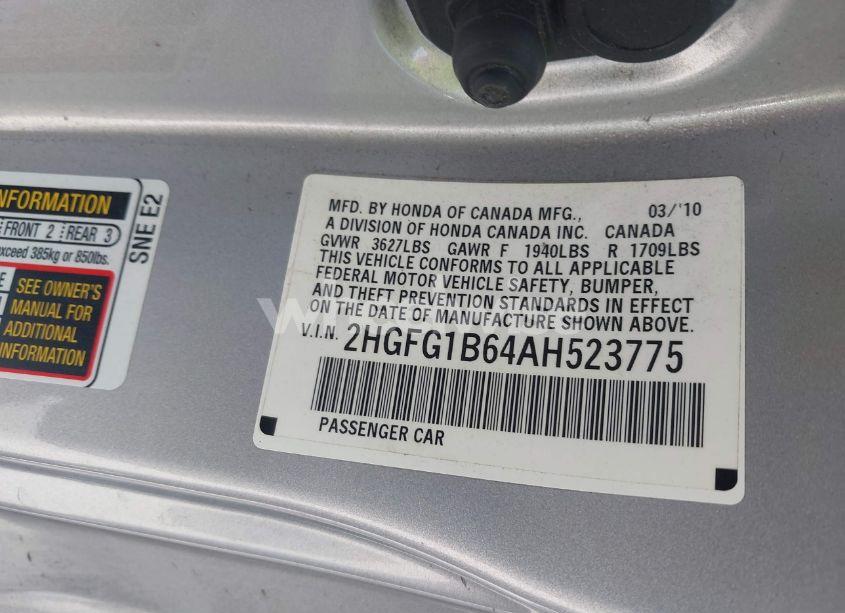 INFORMATION
FRONT 2 REAR 3
exceed 385kg or 850lbs.
SEE OWNER'S
MANUAL FOR
ADDITIONAL
INFORMATION
SNE E2
MFD. BY HONDA OF CANADA MFG., 03/'10
A DIVISION OF HONDA CANADA INC. CANADA
GVWR 3627LBS GAWR F 1940LBS R 1709LBS
THIS VEHICLE CONFORMS TO ALL APPLICABLE
FEDERAL MOTOR VEHICLE SAFETY, BUMPER,
AND THEFT PREVENTION STANDARDS IN EFFECT
ON THE DATE OF MANUFACTURE SHOWN ABOVE.
V.I.N. 2HGFG1B64AH523775
PASSENGER CAR